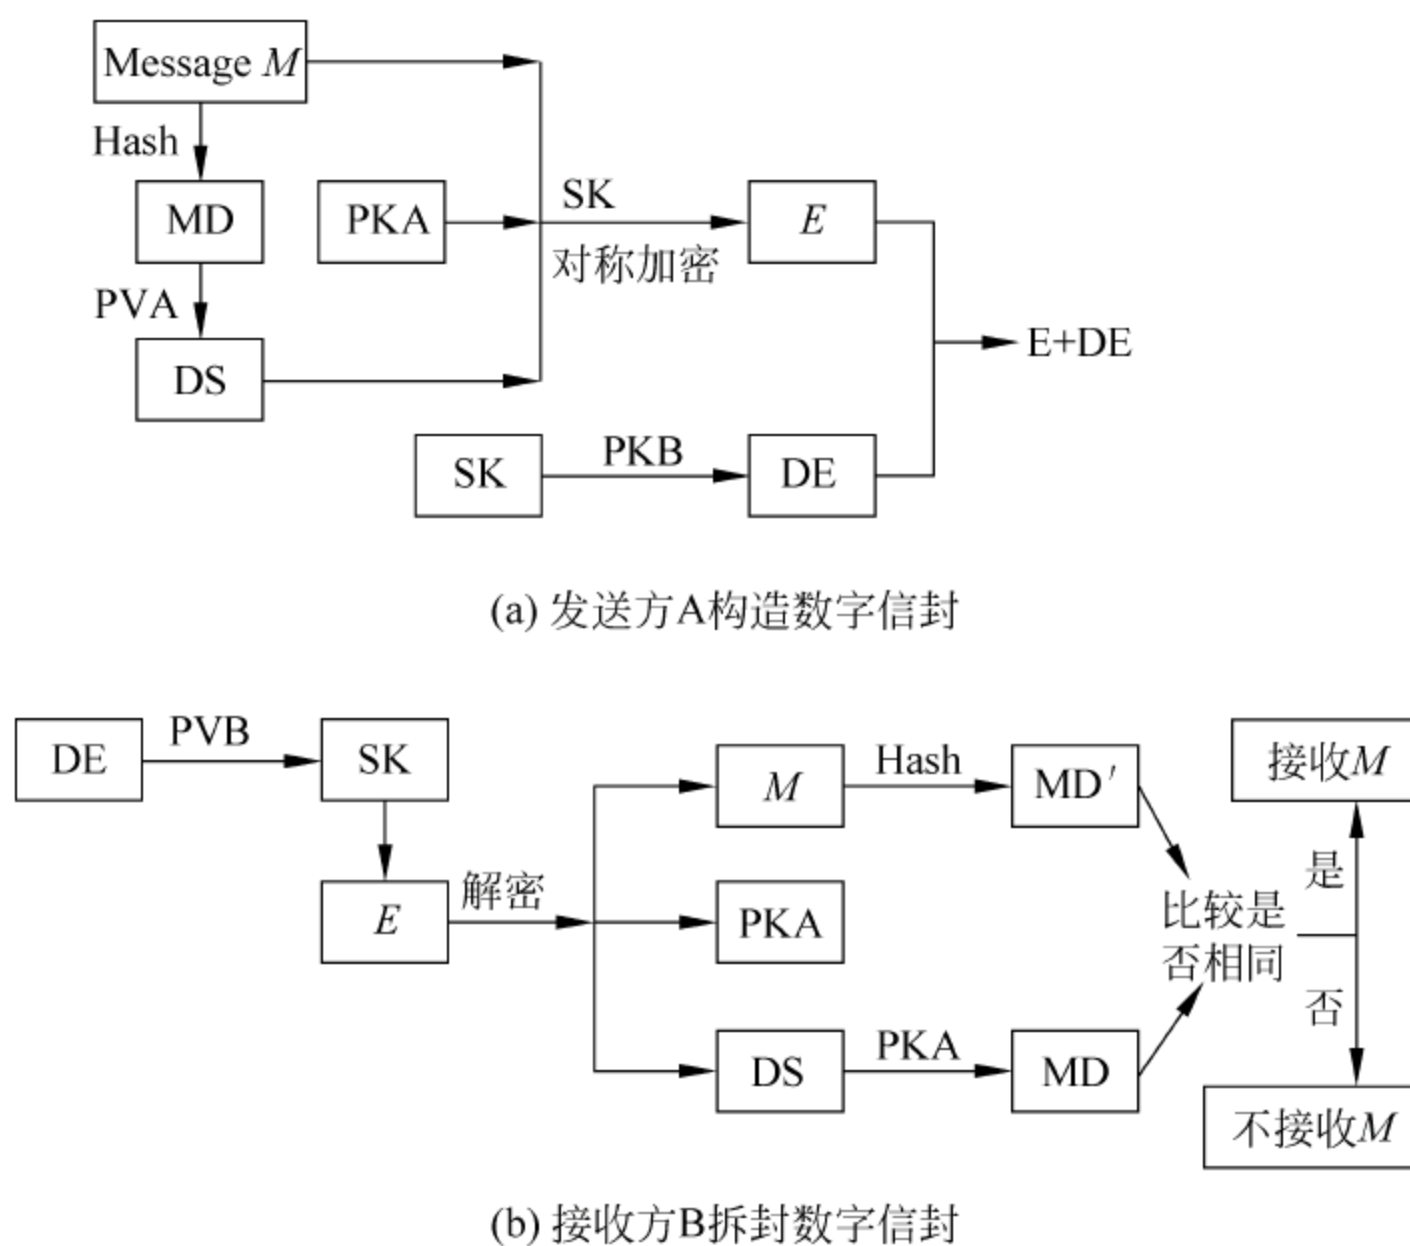 Message M
Hash
MD
PKA
SK
对称加密
E
PVA
DS
E+DE
SK
PKB
DE
(a) 发送方A构造数字信封
DE
PVB
SK
E
解密
M
Hash
MD′
PKA
DS
PKA
MD
比较是
否相同
是
否
接收M
不接收M
(b) 接收方B拆封数字信封